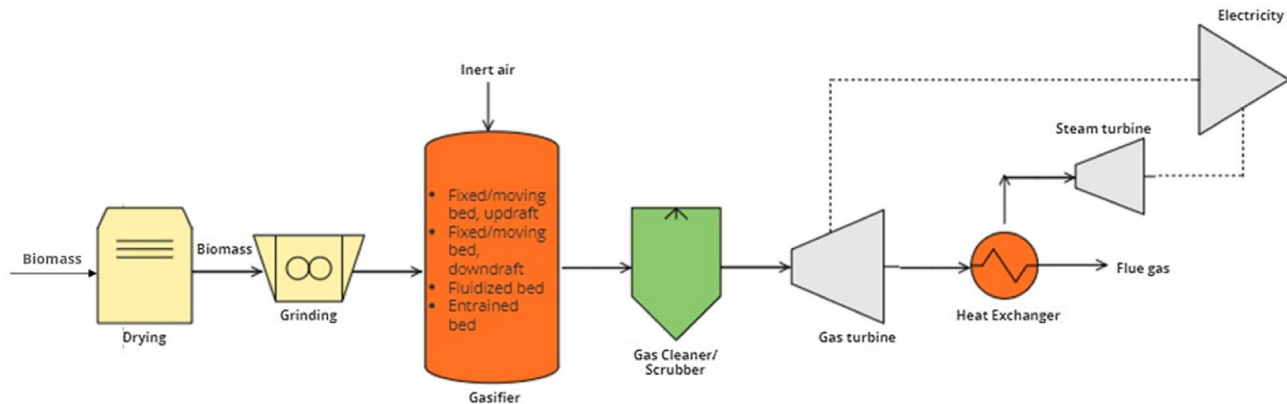 Electricity
Inert air
Steam turbine
• Fixed/moving
bed, updraft
• Fixed/moving
bed,
downdraft
• Fluidized bed
• Entrained
bed
Biomass
Biomass
Flue gas
Grinding
Heat Exchanger
Drying
Gas turbine
Gas Cleaner/
Scrubber
Gasifier